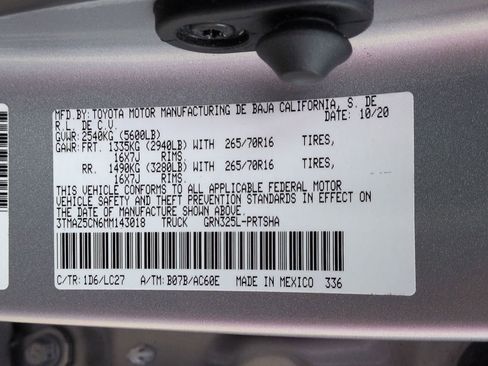 MFD.BY: TOYOTA MOTOR MANUFACTURING DE BAJA CALIFORNIA, S. DE
R.L. DE C.V. DATE: 10/20
GVWR: 2540KG (5600LB)
GAWR: FRT. 1335KG (2940LB) WITH 265/70R16 TIRES,
16X7J RIMS.
RR. 1490KG (3280LB) WITH 265/70R16 TIRES,
16X7J RIMS.
THIS VEHICLE CONFORMS TO ALL APPLICABLE FEDERAL MOTOR
VEHICLE SAFETY AND THEFT PREVENTION STANDARDS IN EFFECT ON
THE DATE OF MANUFACTURE SHOWN ABOVE.
3TMAZ5CN6MM143018 TRUCK GRN325L-PRTSHA
C/TR: 1D6/LC27 A/TM: B07B/AC60E MADE IN MEXICO 336